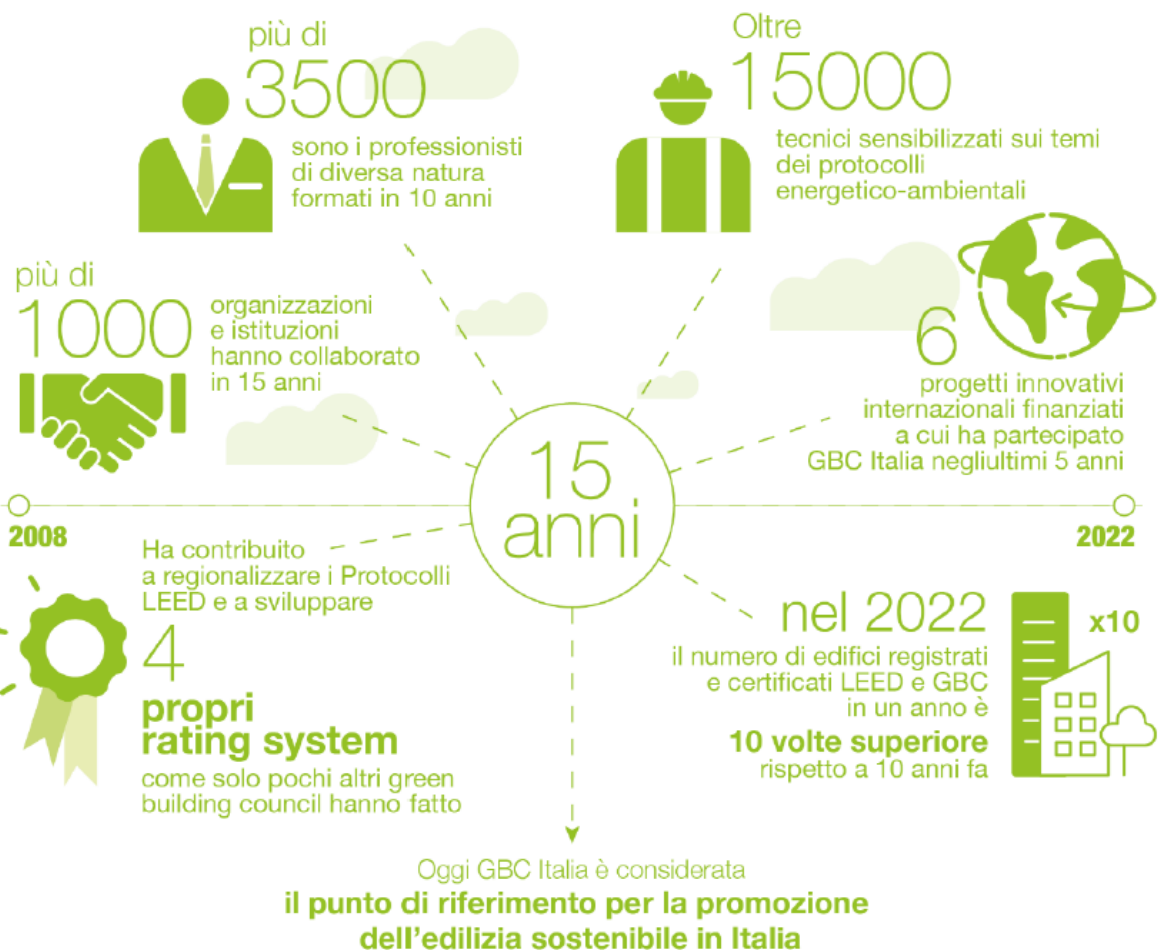 più di
3500
sono i professionisti
di diversa natura
formati in 10 anni
Oltre
15000
tecnici sensibilizzati sui temi
dei protocolli
energetico-ambientali
più di
1000
organizzazioni
e istituzioni
hanno collaborato
in 15 anni
6
progetti innovativi
internazionali finanziati
a cui ha partecipato
GBC Italia negliultimi 5 anni
15
anni
2008
2022
Ha contribuito
a regionalizzare i Protocolli
LEED e a sviluppare
4
propri
rating system
come solo pochi altri green
building council hanno fatto
nel 2022
il numero di edifici registrati
e certificati LEED e GBC
in un anno è
10 volte superiore
rispetto a 10 anni fa
x10
Oggi GBC Italia è considerata
il punto di riferimento per la promozione
dell'edilizia sostenibile in Italia